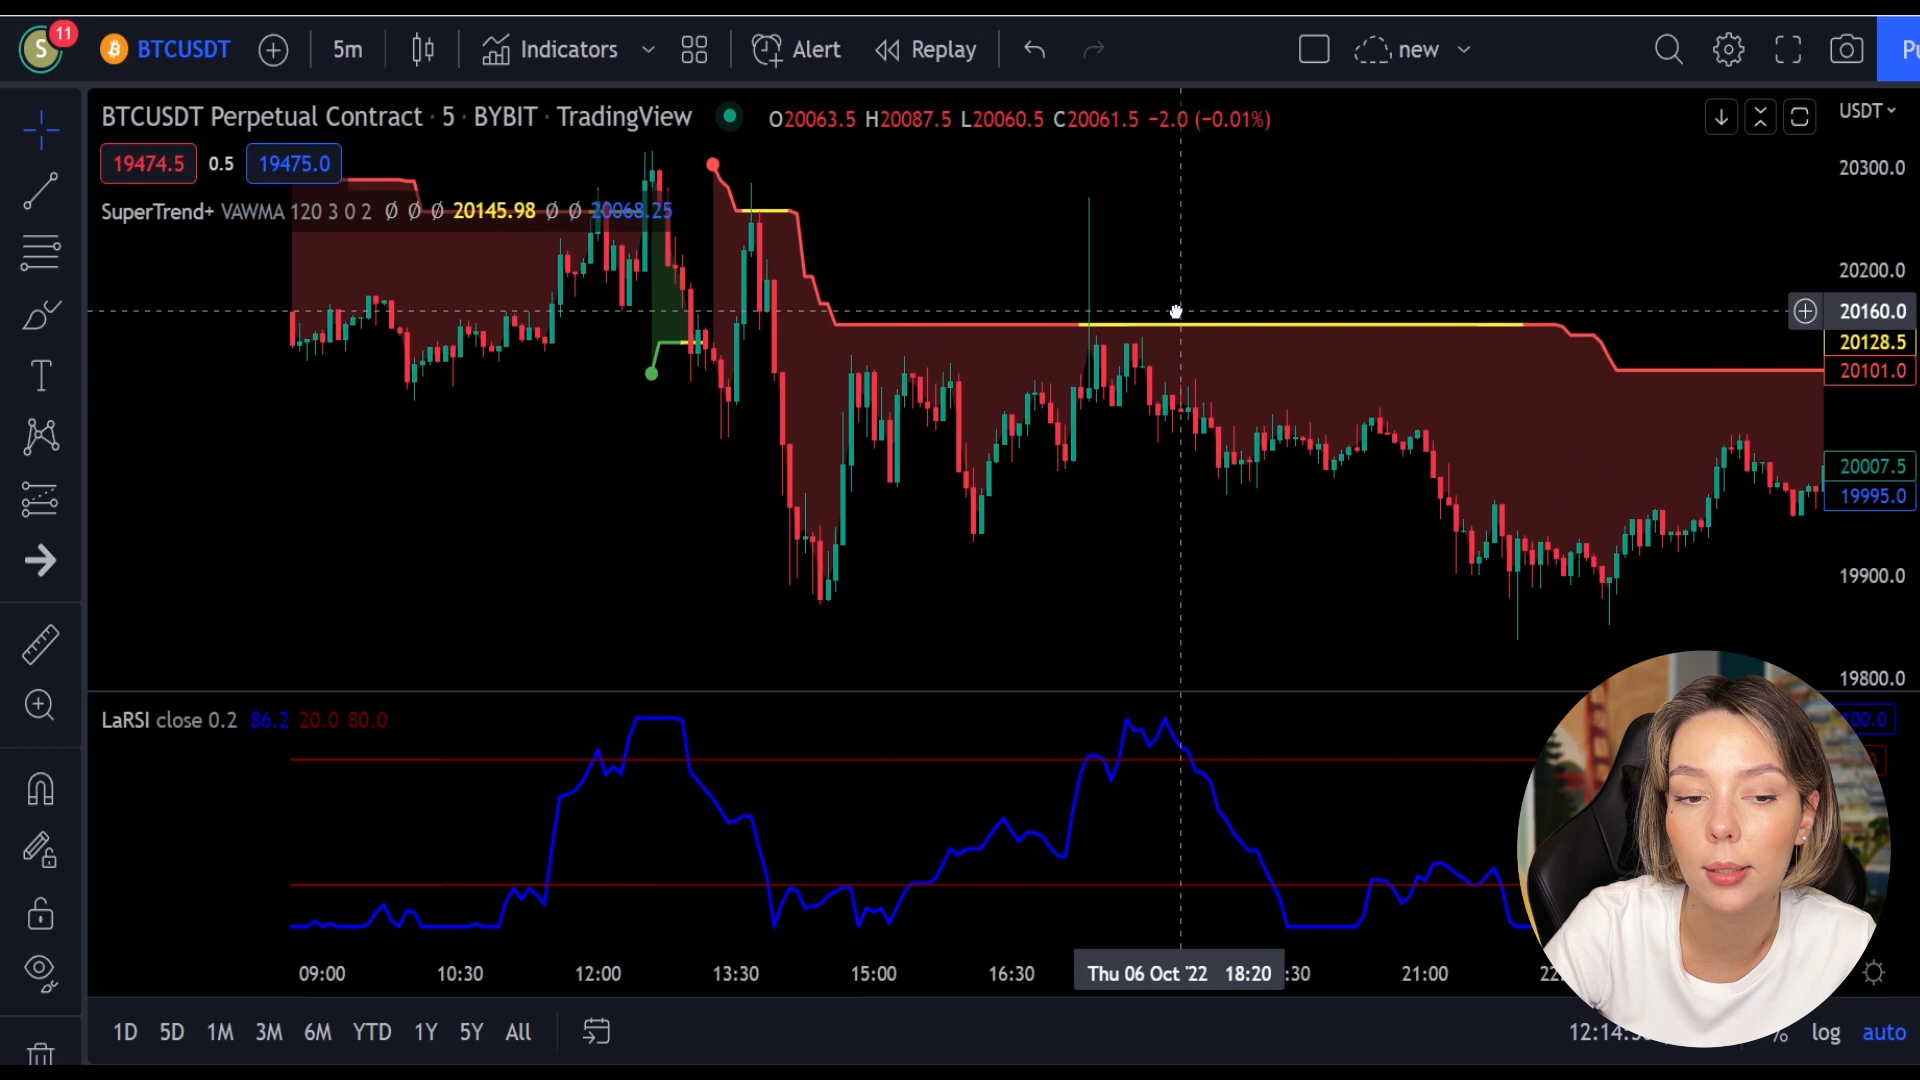 S 11 BTCUSDT 5m Indicators Alert Replay new Pu
BTCUSDT Perpetual Contract · 5 · BYBIT · TradingView O20063.5 H20087.5 L20060.5 C20061.5 −2.0 (−0.01%) USDT
19474.5 0.5 19475.0
SuperTrend+ VAWMA 120 3 0 2 Ø Ø Ø 20145.98 Ø Ø 20068.25
20300.0
20200.0
20160.0
20128.5
20101.0
20007.5
19995.0
19900.0
19800.0
LaRSI close 0.2 86.2 20.0 80.0
09:00 10:30 12:00 13:30 15:00 16:30 Thu 06 Oct '22 18:20 :30 21:00
1D 5D 1M 3M 6M YTD 1Y 5Y All % log auto